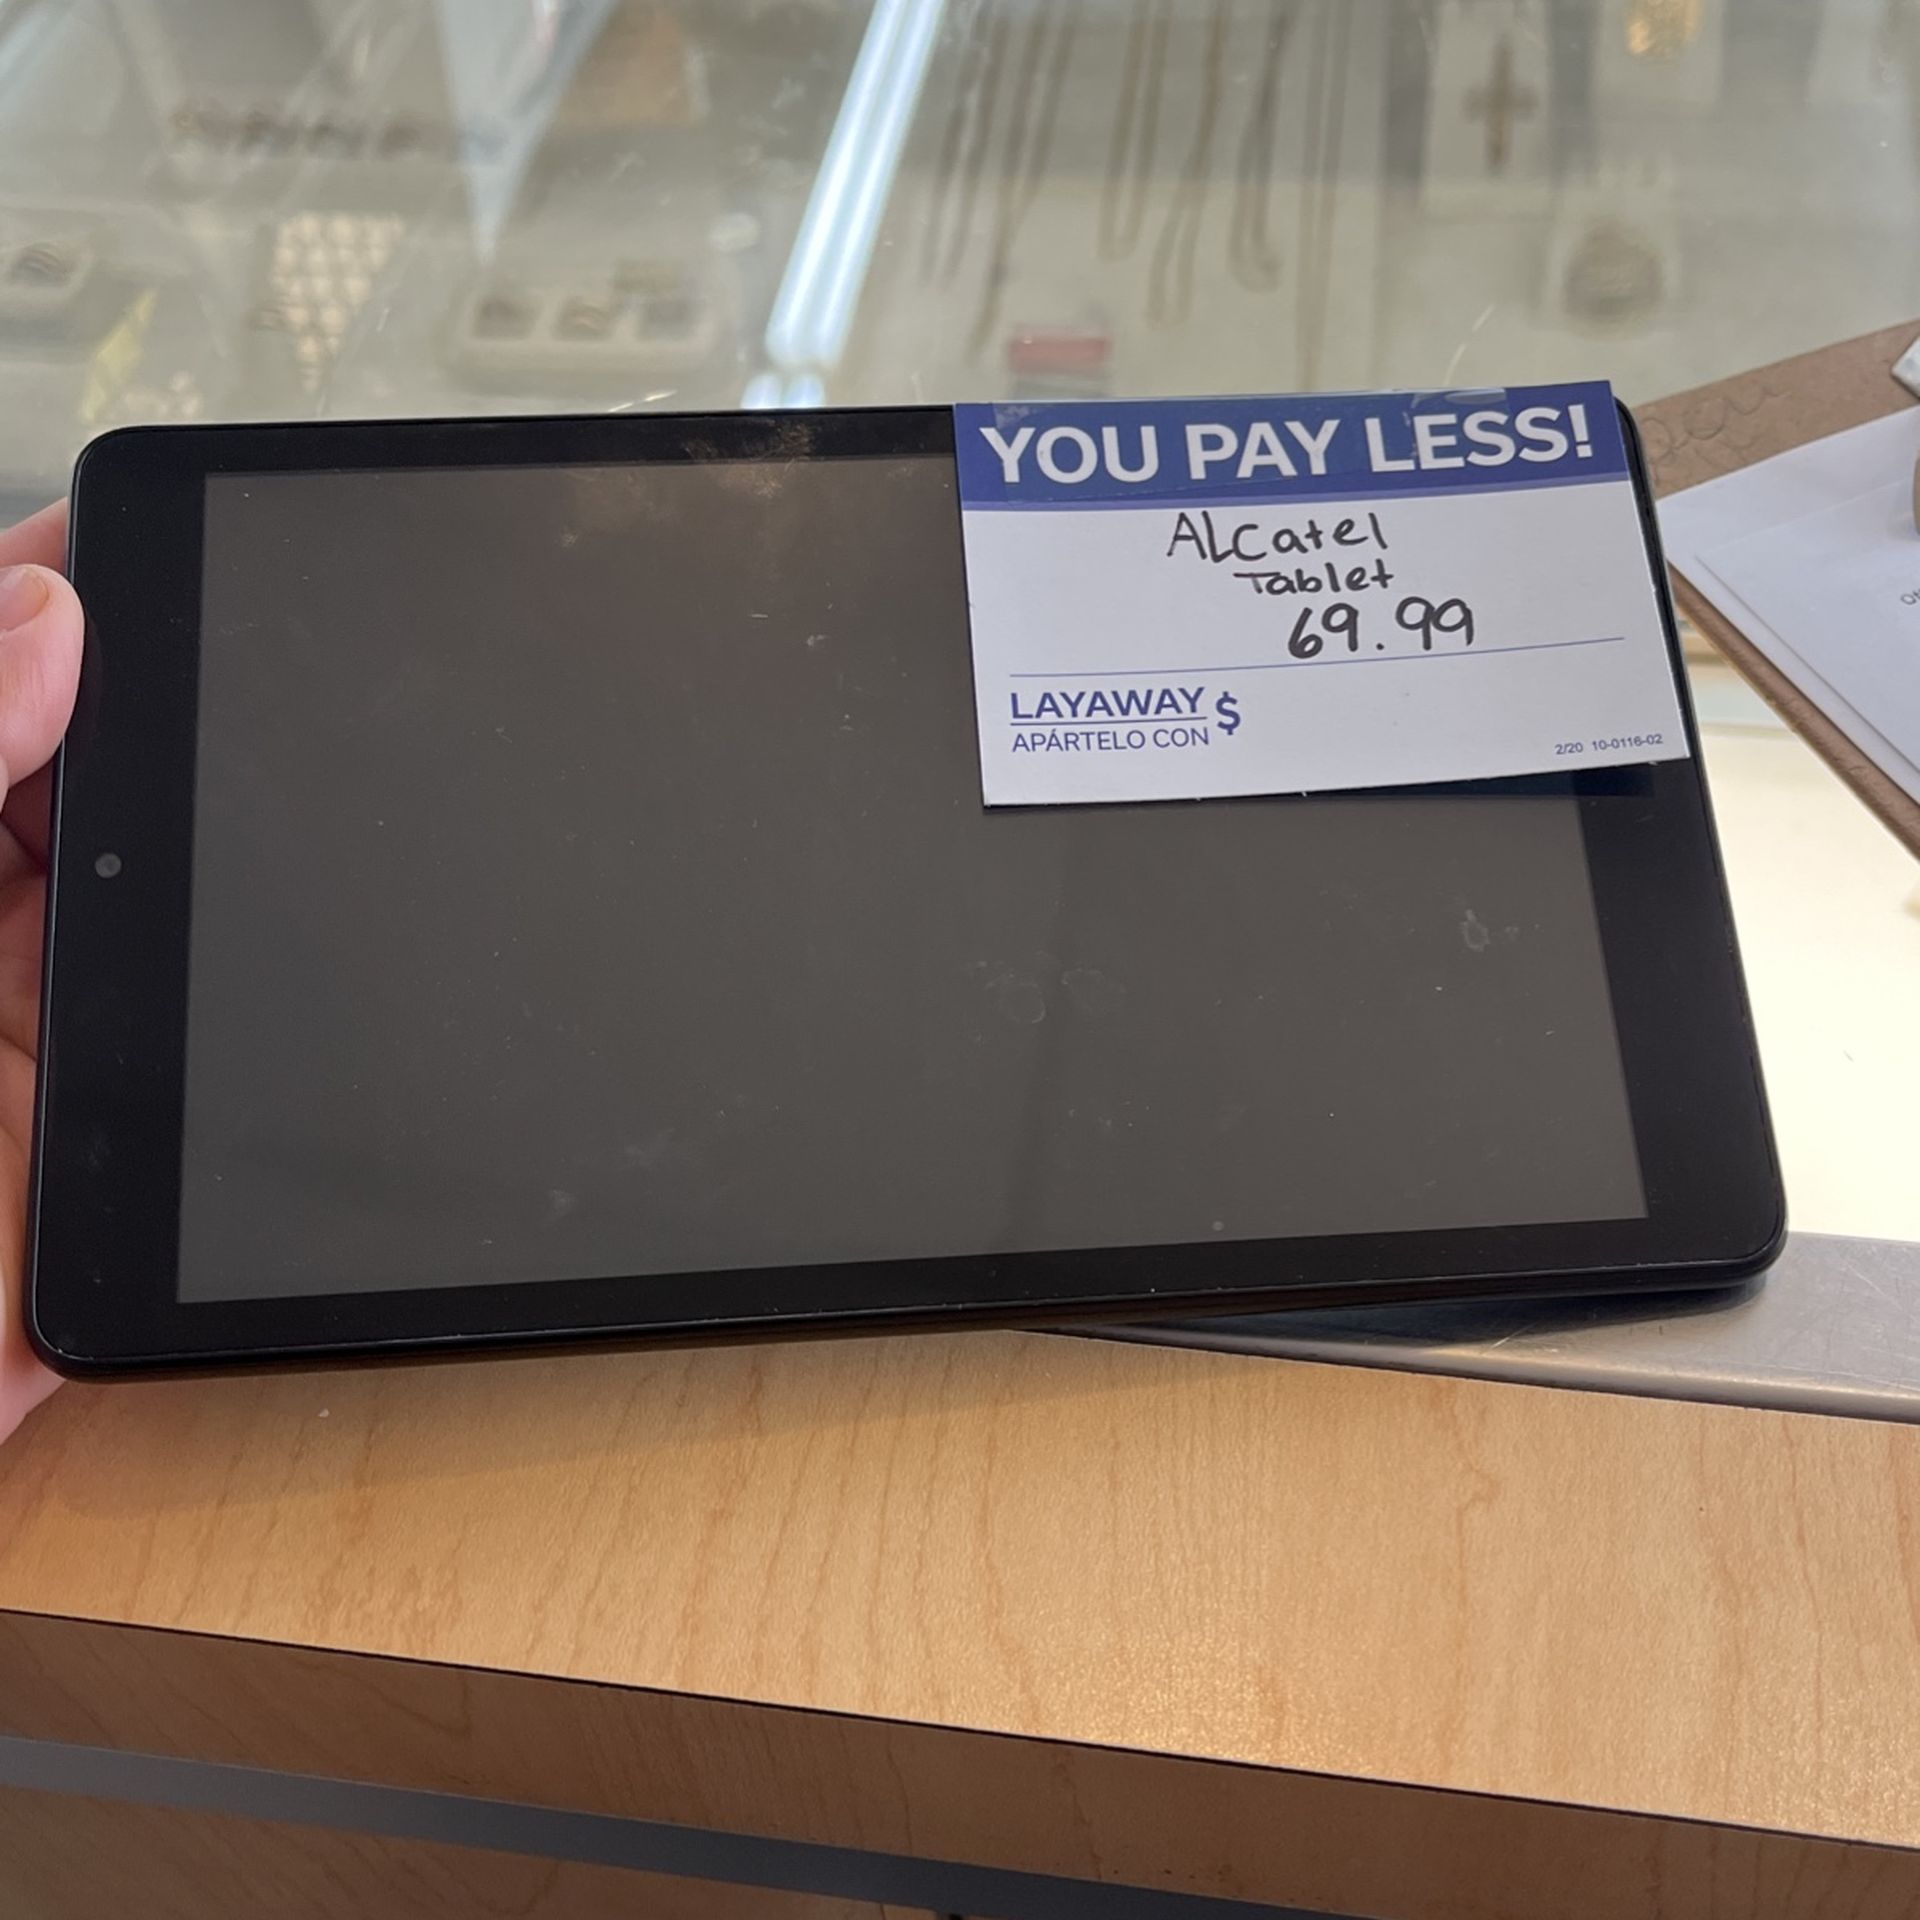 YOU PAY LESS!
ALCatel
Tablet
69.99
LAYAWAY $
APÁRTELO CON
2/20 10-0116-02